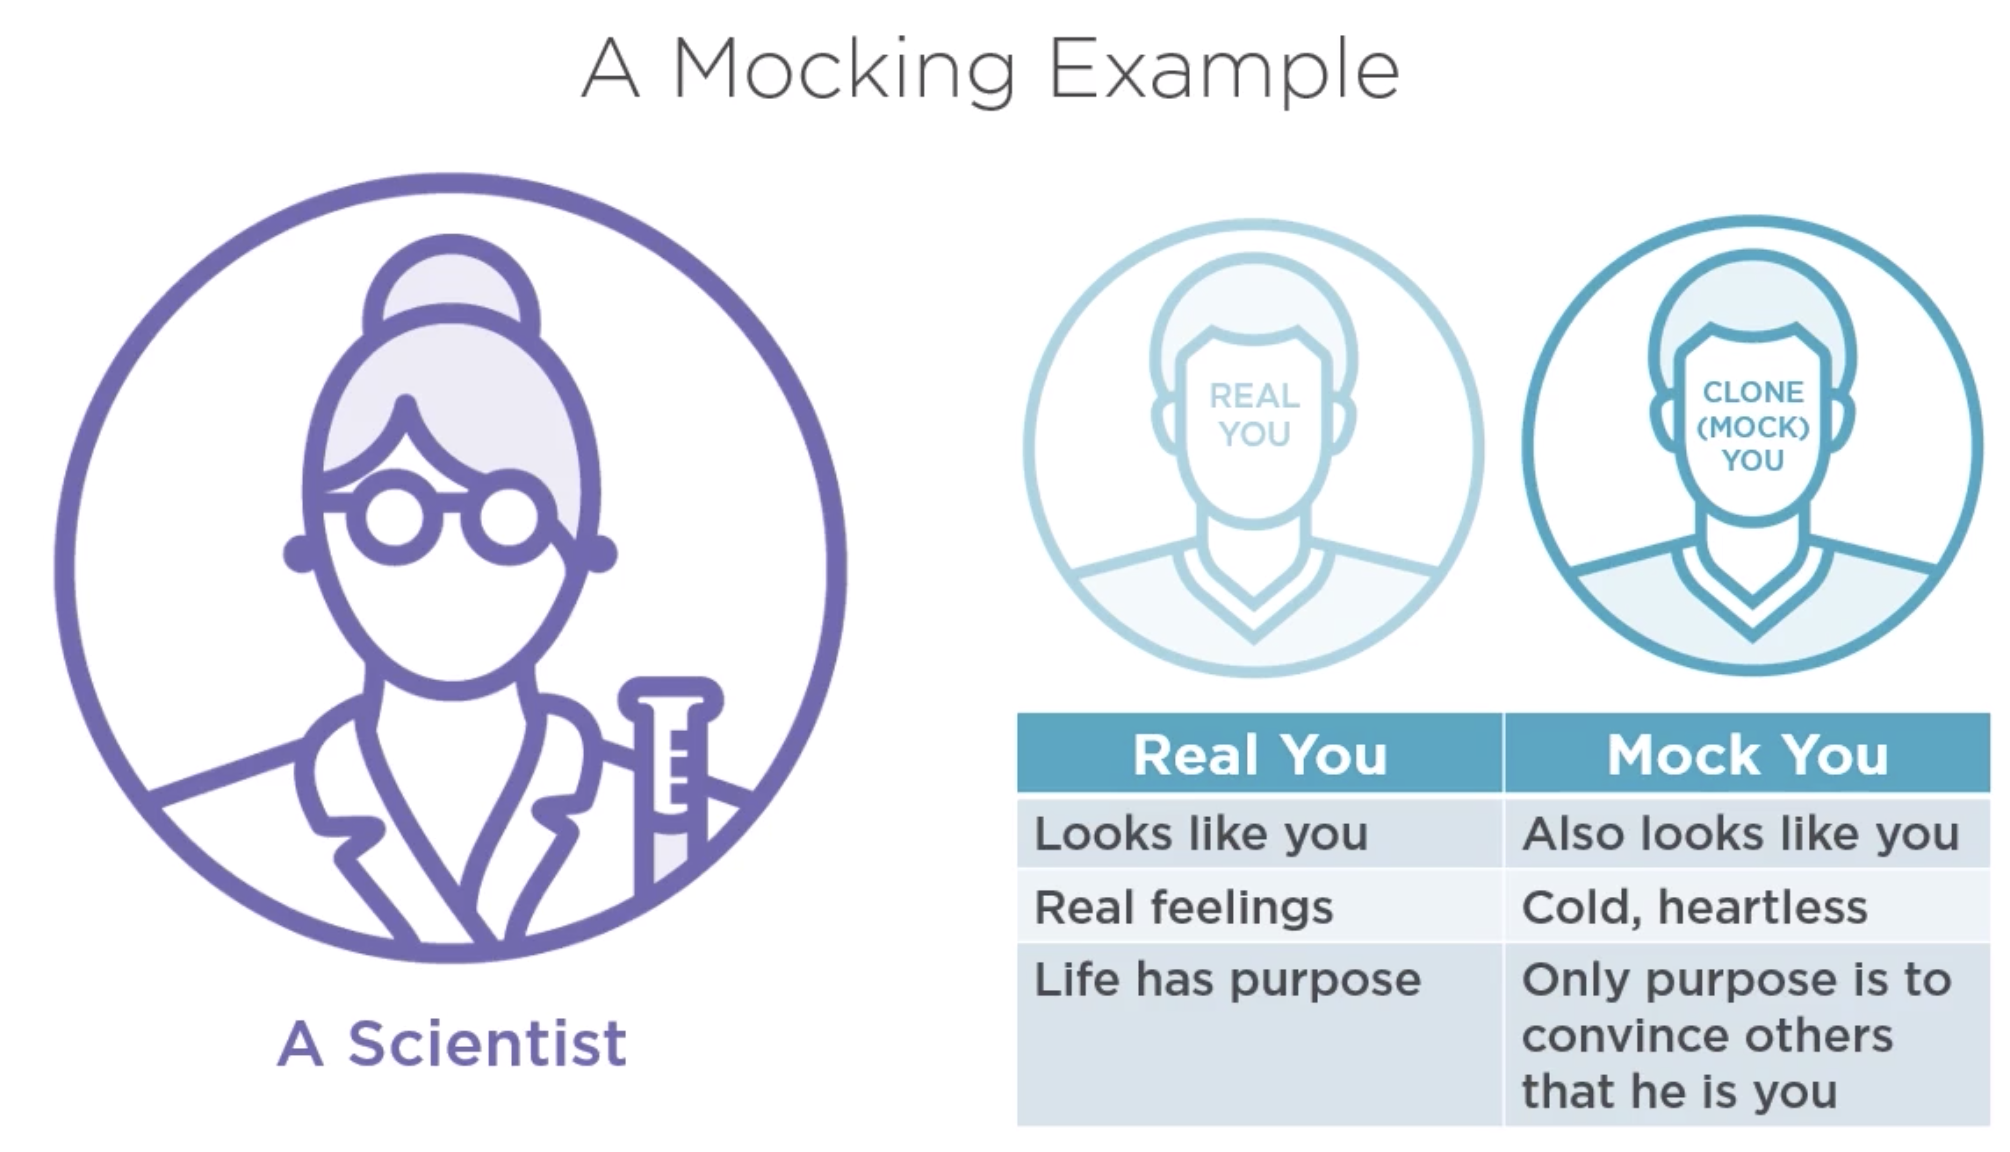 A Mocking Example
A Scientist
REAL
YOU
CLONE
(MOCK)
YOU
Real You
Mock You
Looks like you
Also looks like you
Real feelings
Cold, heartless
Life has purpose
Only purpose is to
convince others
that he is you